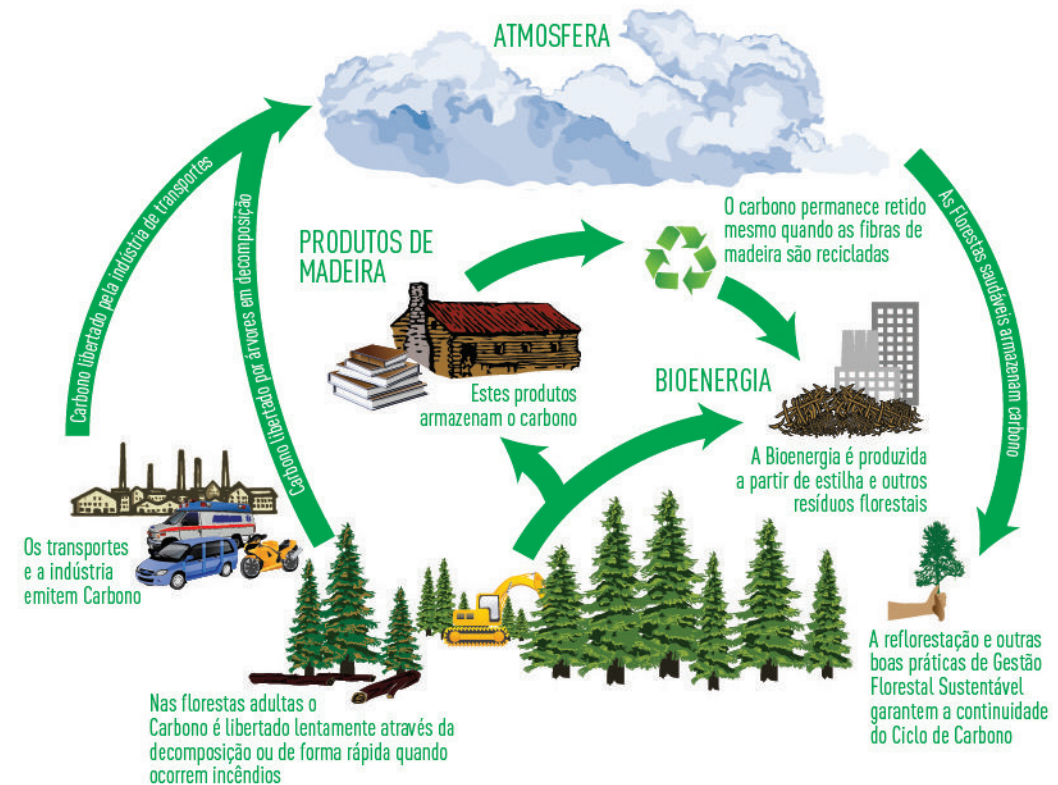 ATMOSFERA
Carbono libertado pela indústria de transportes
Carbono libertado por árvores em decomposição
PRODUTOS DE
MADEIRA
O carbono permanece retido
mesmo quando as fibras de
madeira são recicladas
As Florestas saudáveis armazenam carbono
Estes produtos
armazenam o carbono
BIOENERGIA
A Bioenergia é produzida
a partir de estilha e outros
resíduos florestais
Os transportes
e a indústria
emitem Carbono
Nas florestas adultas o
Carbono é libertado lentamente através da
decomposição ou de forma rápida quando
ocorrem incêndios
A reflorestação e outras
boas práticas de Gestão
Florestal Sustentável
garantem a continuidade
do Ciclo de Carbono